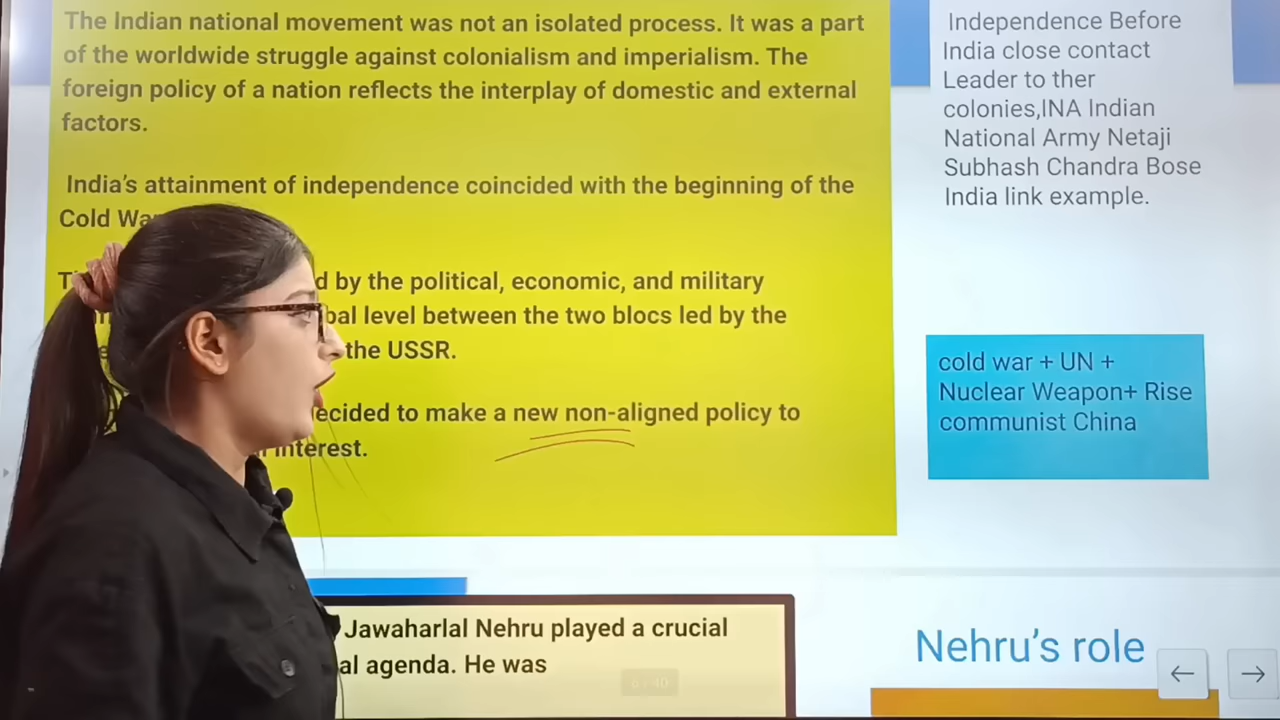 The Indian national movement was not an isolated process. It was a part
of the worldwide struggle against colonialism and imperialism. The
foreign policy of a nation reflects the interplay of domestic and external
factors.
India's attainment of independence coincided with the beginning of the
Cold
by the political, economic, and military
level between the two blocs led by the
the USSR.
to make a new non-aligned policy to
interest.
Jawaharlal Nehru played a crucial
agenda. He was
Independence Before
India close contact
Leader to ther
colonies,INA Indian
National Army Netaji
Subhash Chandra Bose
India link example.
cold war + UN +
Nuclear Weapon+ Rise
communist China
Nehru's role